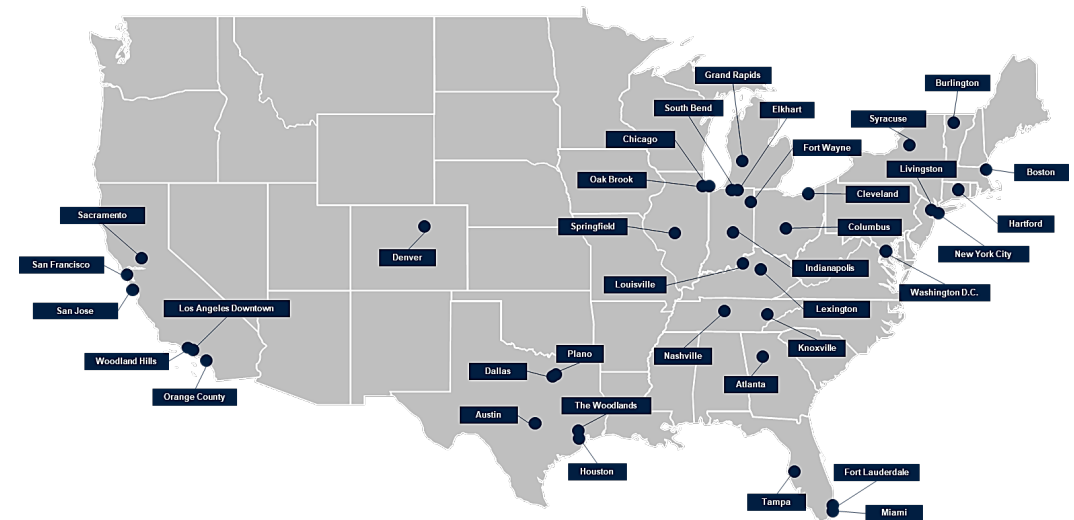 Grand Rapids
Burlington
South Bend
Elkhart
Syracuse
Chicago
Fort Wayne
Livingston
Boston
Oak Brook
Cleveland
Sacramento
Springfield
Columbus
Hartford
Denver
New York City
San Francisco
Indianapolis
Louisville
Washington D.C.
San Jose
Los Angeles Downtown
Lexington
Woodland Hills
Plano
Nashville
Knoxville
Dallas
Atlanta
Orange County
The Woodlands
Austin
Houston
Fort Lauderdale
Tampa
Miami